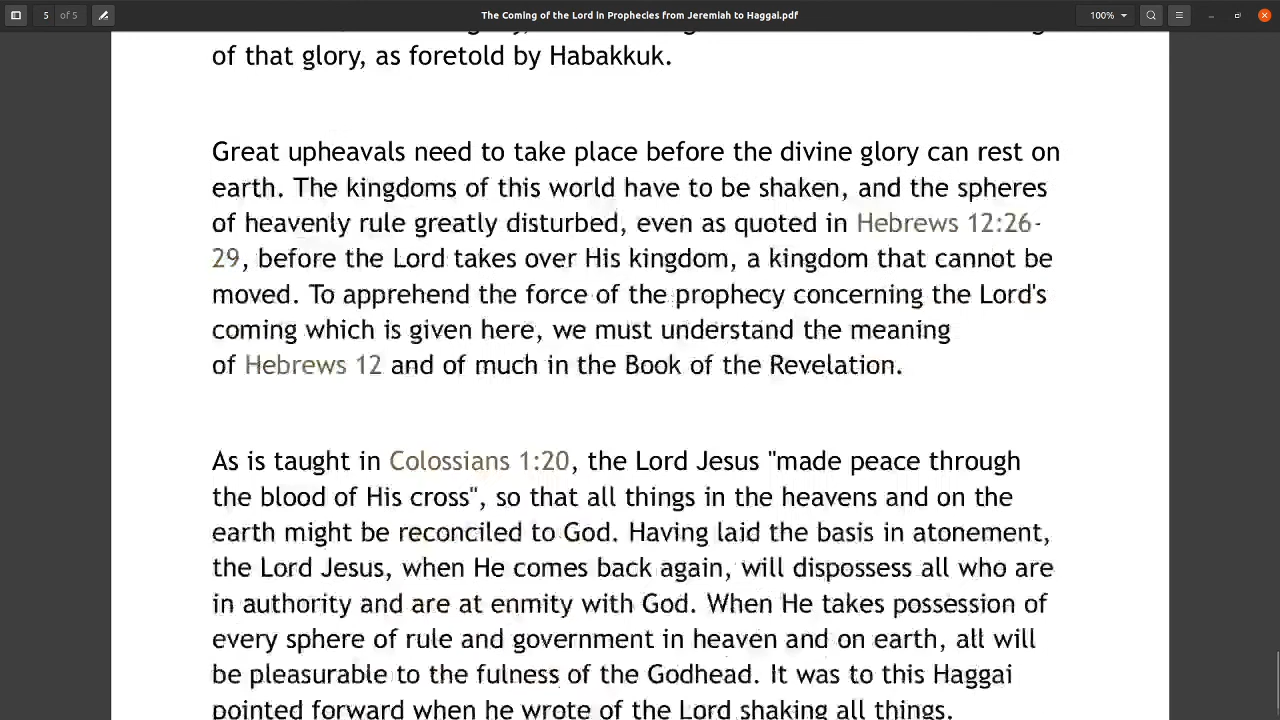 5 of 5
The Coming of the Lord in Prophecies from Jeremiah to Haggai.pdf
100%
of that glory, as foretold by Habakkuk.
Great upheavals need to take place before the divine glory can rest on
earth. The kingdoms of this world have to be shaken, and the spheres
of heavenly rule greatly disturbed, even as quoted in Hebrews 12:26-
29, before the Lord takes over His kingdom, a kingdom that cannot be
moved. To apprehend the force of the prophecy concerning the Lord's
coming which is given here, we must understand the meaning
of Hebrews 12 and of much in the Book of the Revelation.
As is taught in Colossians 1:20, the Lord Jesus "made peace through
the blood of His cross", so that all things in the heavens and on the
earth might be reconciled to God. Having laid the basis in atonement,
the Lord Jesus, when He comes back again, will dispossess all who are
in authority and are at enmity with God. When He takes possession of
every sphere of rule and government in heaven and on earth, all will
be pleasurable to the fulness of the Godhead. It was to this Haggai
pointed forward when he wrote of the Lord shaking all things.